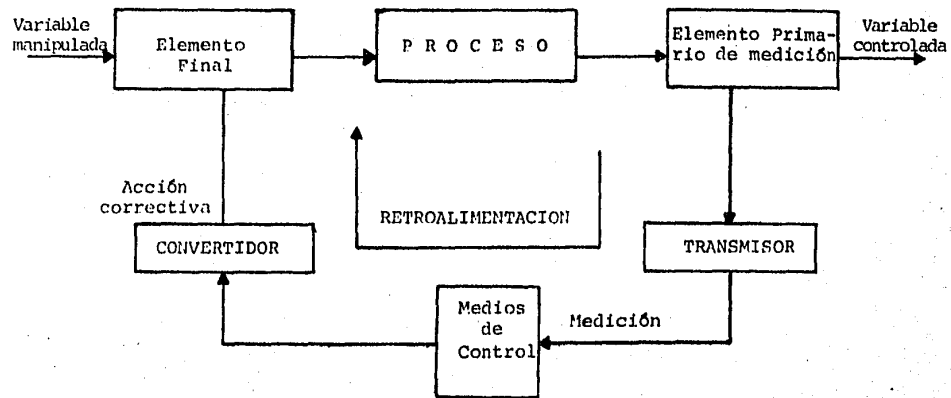 Variable
manipulada
Elemento
Final
P R O C E S O
Elemento Prima-
rio de medición
Variable
controlada
Acción
correctiva
RETROALIMENTACION
CONVERTIDOR
TRANSMISOR
Medios
de
Control
Medición